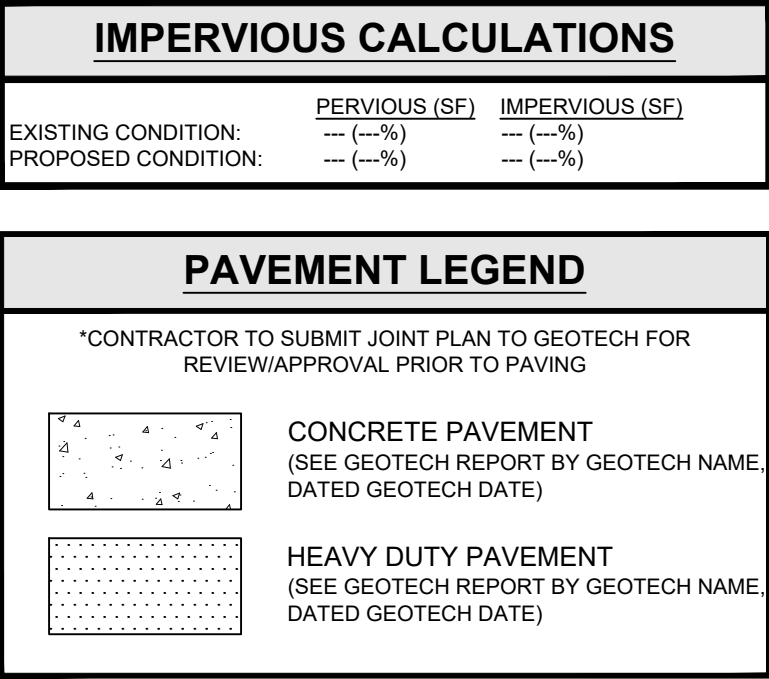 IMPERVIOUS CALCULATIONS
PERVIOUS (SF) IMPERVIOUS (SF)
EXISTING CONDITION: --- (---%) --- (---%)
PROPOSED CONDITION: --- (---%) --- (---%)
PAVEMENT LEGEND
*CONTRACTOR TO SUBMIT JOINT PLAN TO GEOTECH FOR
REVIEW/APPROVAL PRIOR TO PAVING
CONCRETE PAVEMENT
(SEE GEOTECH REPORT BY GEOTECH NAME,
DATED GEOTECH DATE)
HEAVY DUTY PAVEMENT
(SEE GEOTECH REPORT BY GEOTECH NAME,
DATED GEOTECH DATE)